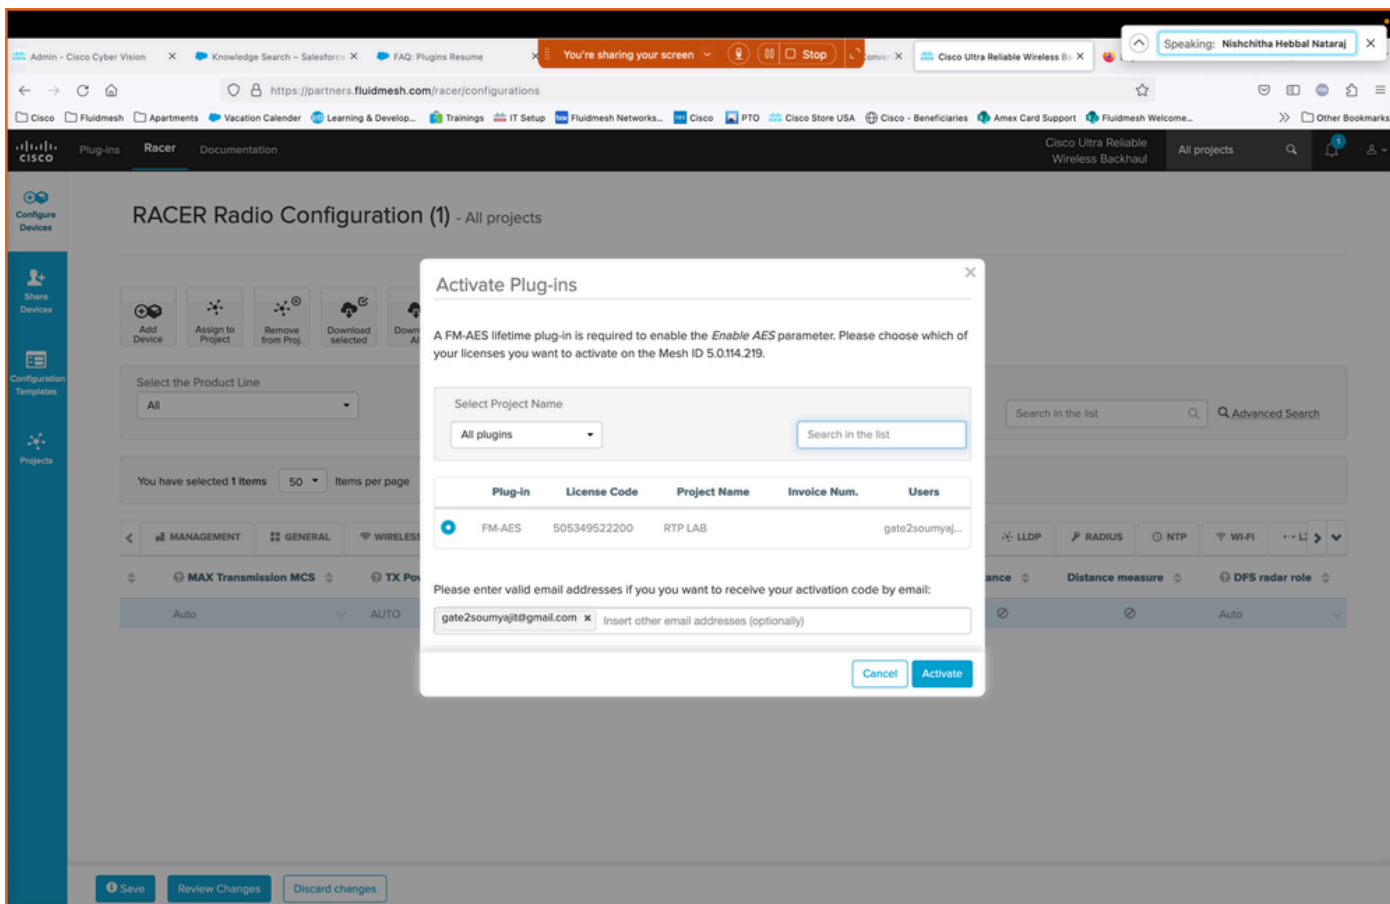 Speaking: Nishchitha Hebbal Nataraj
Admin - Cisco Cyber Vision
Knowledge Search – Salesforce
FAQ: Plugins Resume
You're sharing your screen
Stop
Cisco Ultra Reliable Wireless Ba
https://partners.fluidmesh.com/racer/configurations
Cisco Fluidmesh Apartments Vacation Calender Learning & Develop... Trainings IT Setup Fluidmesh Networks... Cisco PTO Cisco Store USA Cisco - Beneficiaries Amex Card Support Fluidmesh Welcome... Other Bookmarks
CISCO
Plug-ins Racer Documentation
Cisco Ultra Reliable
Wireless Backhaul
All projects
1
Configure
Devices
Share
Devices
Configuration
Templates
Projects
RACER Radio Configuration (1) - All projects
Add
Device
Assign to
Project
Remove
from Proj.
Download
selected
Select the Product Line
All
Search in the list
Advanced Search
You have selected 1 items 50 Items per page
MANAGEMENT GENERAL WIRELESS LLDP RADIUS NTP WI-FI
MAX Transmission MCS TX Pow ance Distance measure DFS radar role
Auto AUTO Auto
Activate Plug-ins
A FM-AES lifetime plug-in is required to enable the Enable AES parameter. Please choose which of
your licenses you want to activate on the Mesh ID 5.0.114.219.
Select Project Name
All plugins
Search in the list
Plug-in License Code Project Name Invoice Num. Users
FM-AES 505349522200 RTP LAB gate2soumyaj...
Please enter valid email addresses if you you want to receive your activation code by email:
gate2soumyajit@gmail.com × Insert other email addresses (optionally)
Cancel Activate
Save Review Changes Discard changes